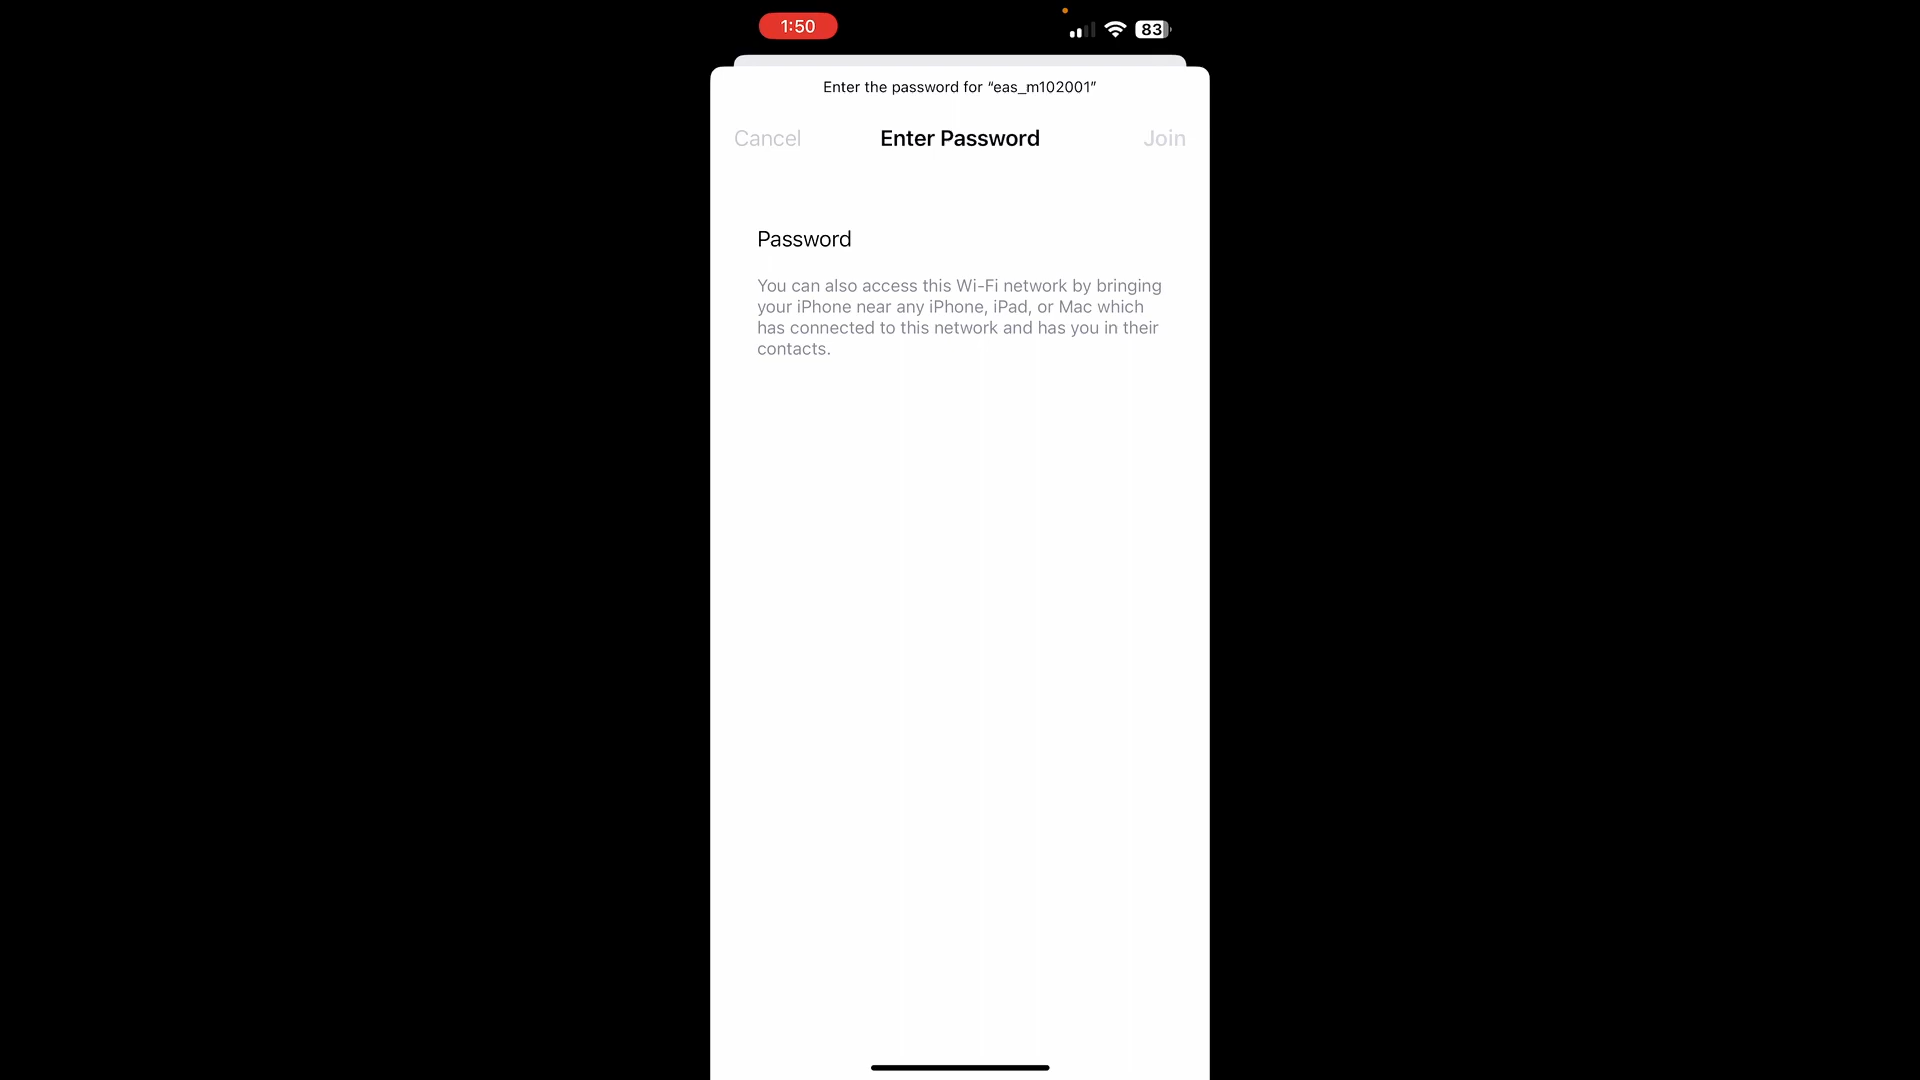 1:50
83
Enter the password for “eas_m102001”
Cancel
Enter Password
Join
Password
You can also access this Wi-Fi network by bringing
your iPhone near any iPhone, iPad, or Mac which
has connected to this network and has you in their
contacts.